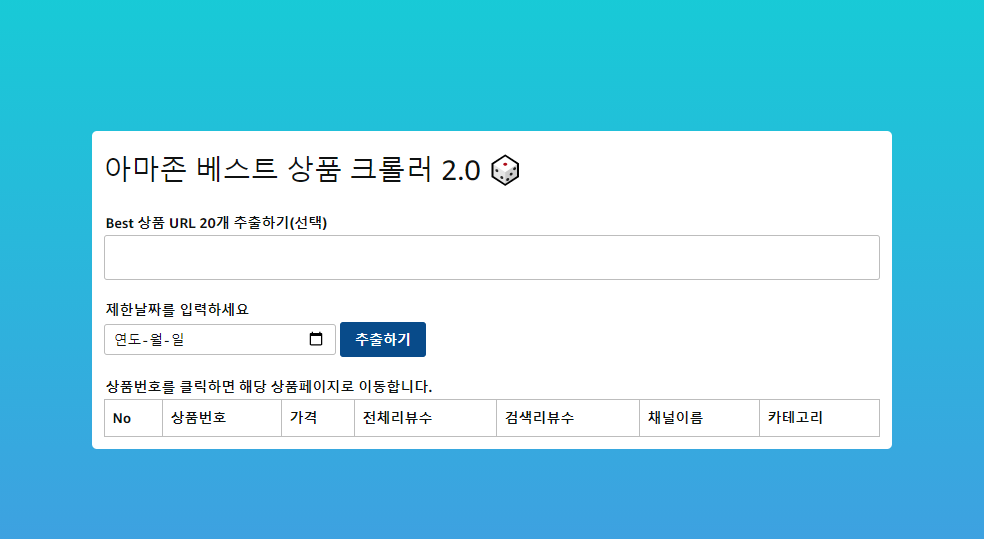 아마존 베스트 상품 크롤러 2.0
Best 상품 URL 20개 추출하기(선택)
제한날짜를 입력하세요
연도-월-일 추출하기
상품번호를 클릭하면 해당 상품페이지로 이동합니다.
No 상품번호 가격 전체리뷰수 검색리뷰수 채널이름 카테고리